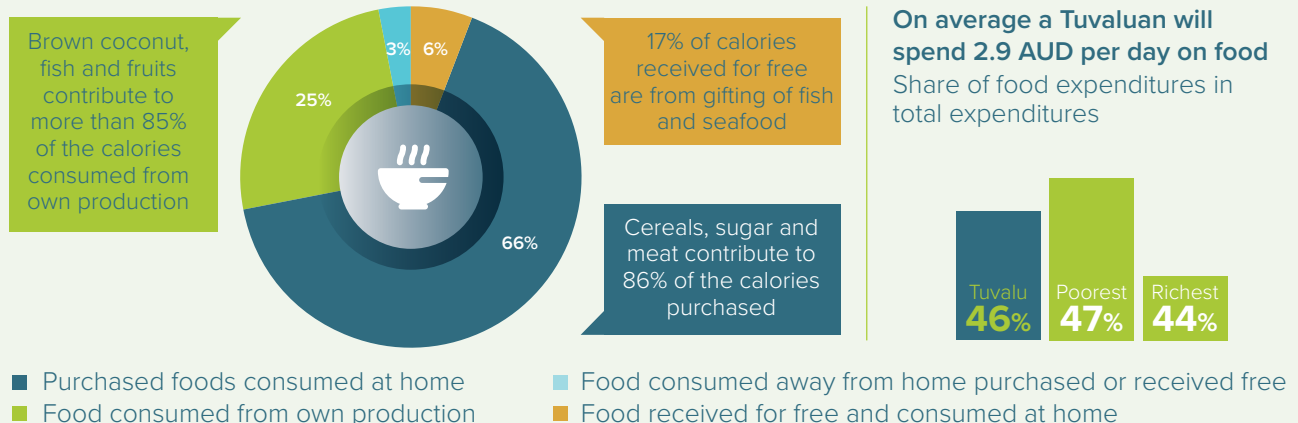 Brown coconut,
fish and fruits
contribute to
more than 85%
of the calories
consumed from
own production
3%
6%
25%
66%
17% of calories
received for free
are from gifting of fish
and seafood
Cereals, sugar and
meat contribute to
86% of the calories
purchased
On average a Tuvaluan will
spend 2.9 AUD per day on food
Share of food expenditures in
total expenditures
Tuvalu
46%
Poorest
47%
Richest
44%
Purchased foods consumed at home
Food consumed from own production
Food consumed away from home purchased or received free
Food received for free and consumed at home